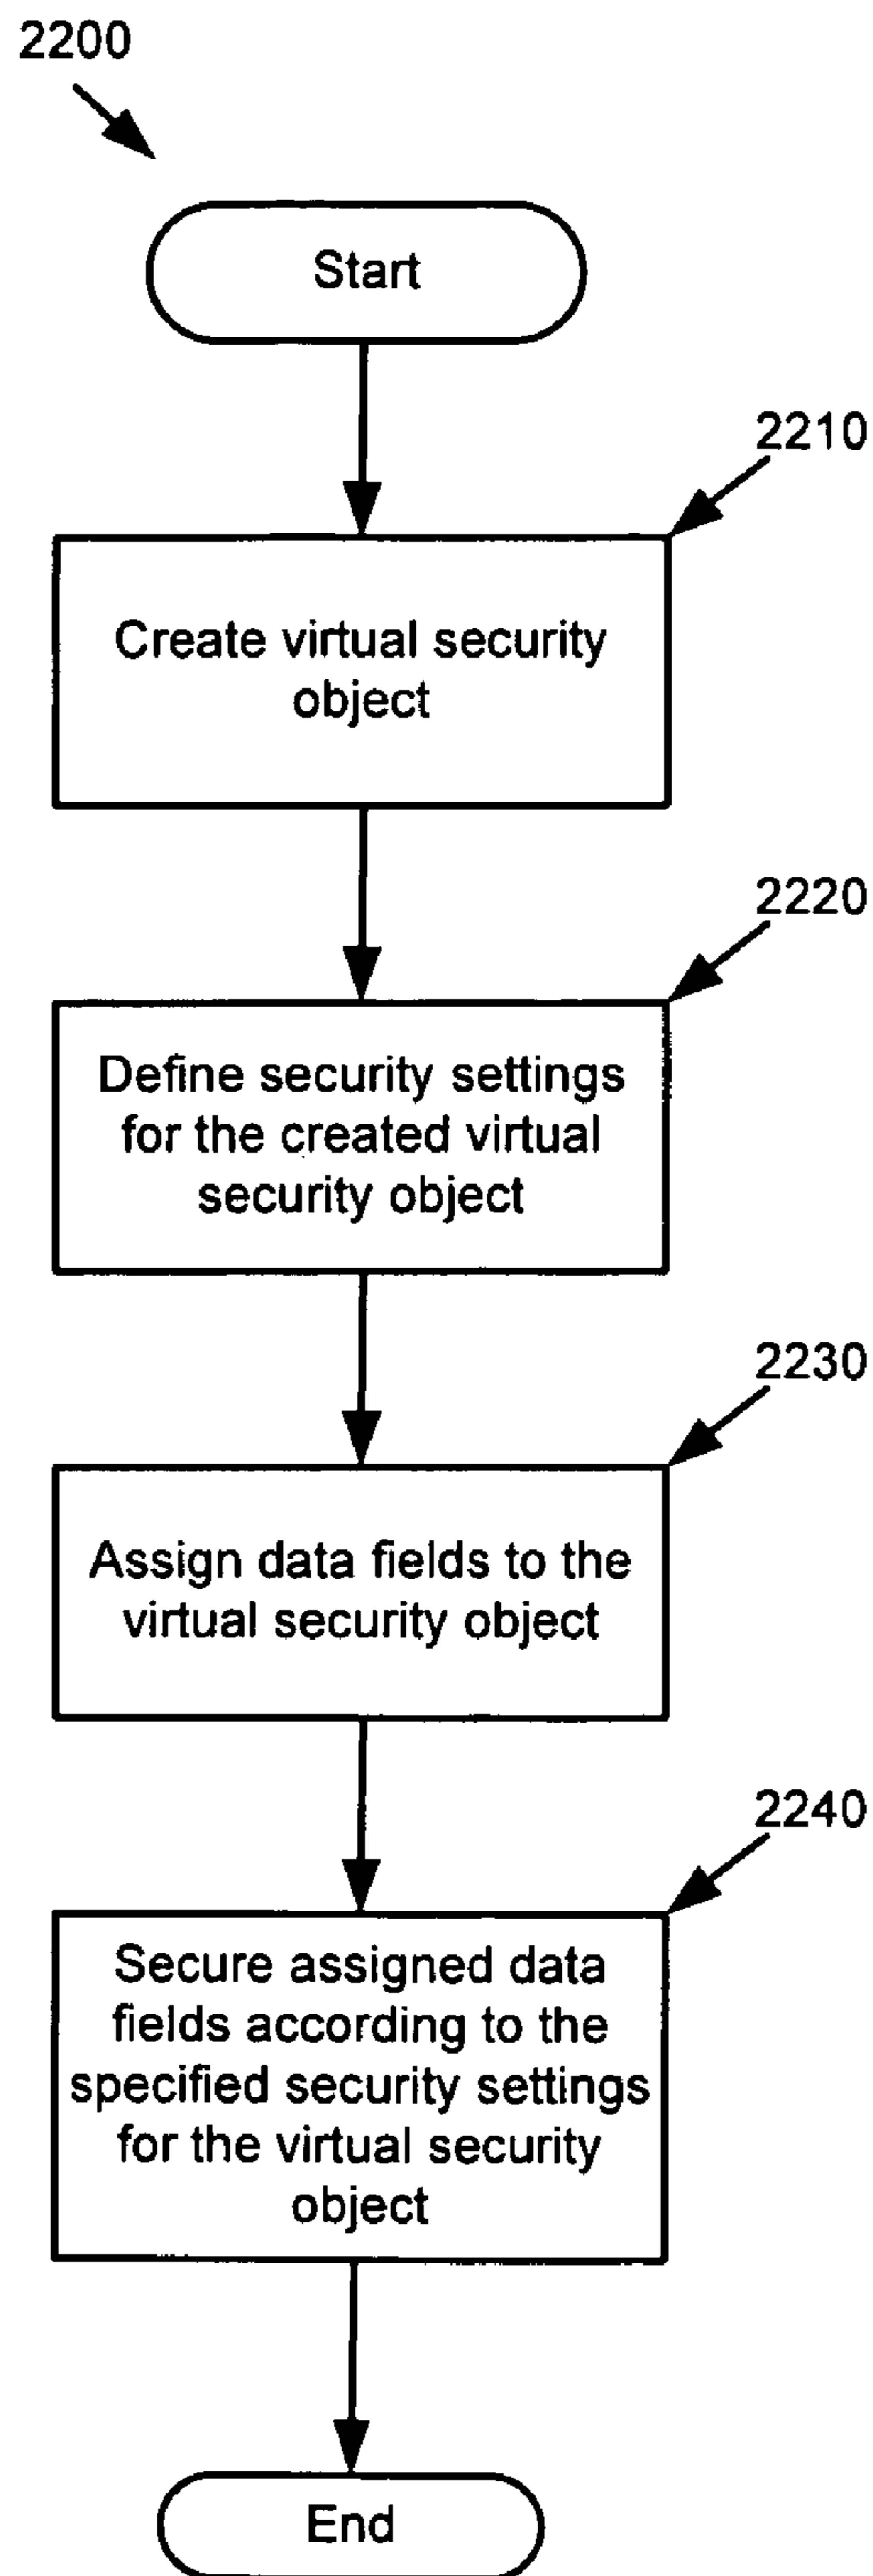 2200
Start
2210
Create virtual security
object
2220
Define security settings
for the created virtual
security object
2230
Assign data fields to the
virtual security object
2240
Secure assigned data
fields according to the
specified security settings
for the virtual security
object
End